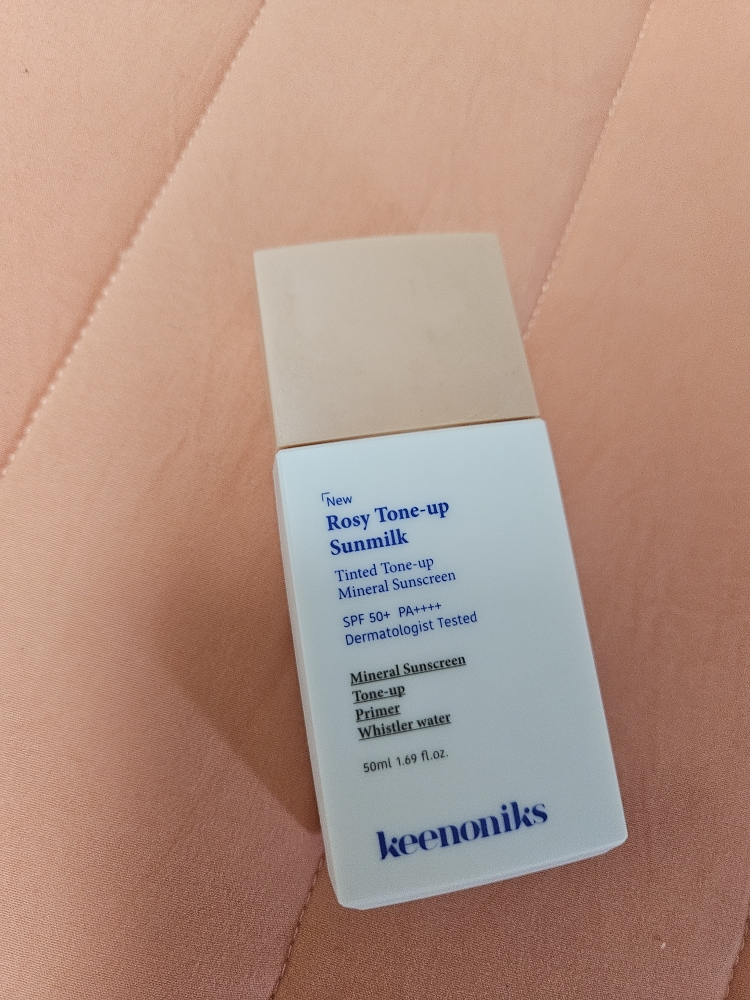 「New
Rosy Tone-up
Sunmilk
Tinted Tone-up
Mineral Sunscreen
SPF 50+ PA++++
Dermatologist Tested
Mineral Sunscreen
Tone-up
Primer
Whistler water
50ml 1.69 fl.oz.
keenoniks